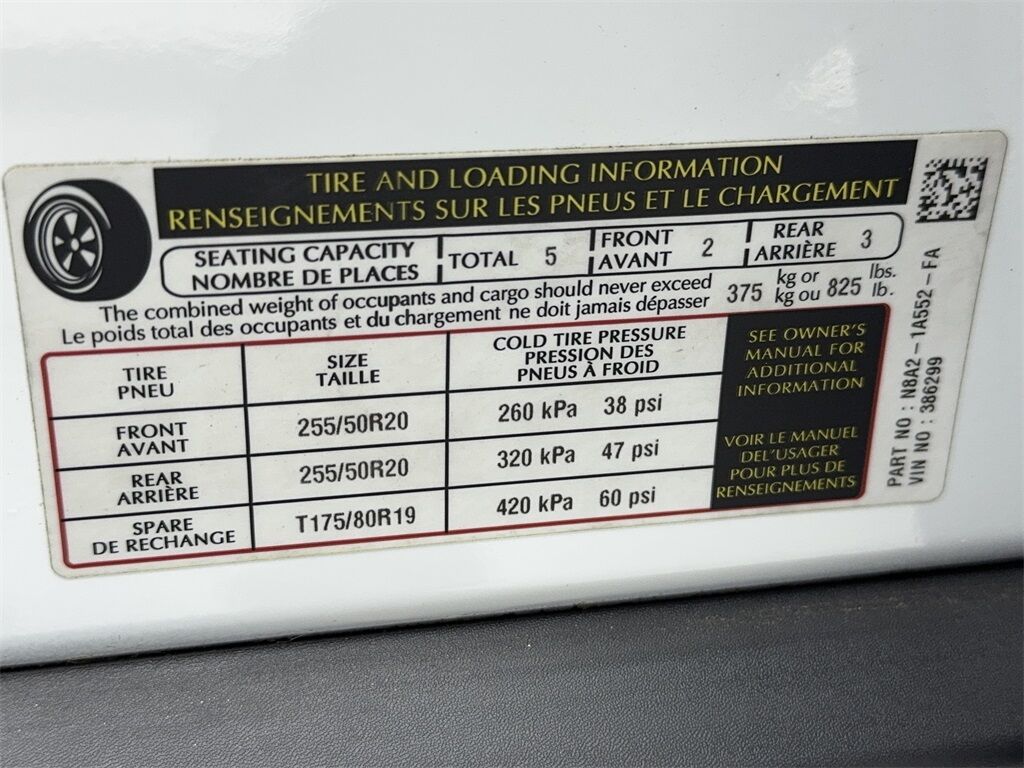 TIRE AND LOADING INFORMATION
RENSEIGNEMENTS SUR LES PNEUS ET LE CHARGEMENT
SEATING CAPACITY
NOMBRE DE PLACES
TOTAL 5
FRONT
AVANT
2
REAR
ARRIÈRE
3
The combined weight of occupants and cargo should never exceed
Le poids total des occupants et du chargement ne doit jamais dépasser
375
kg or
kg ou
825
lbs.
lb.
TIRE
PNEU
SIZE
TAILLE
COLD TIRE PRESSURE
PRESSION DES
PNEUS À FROID
FRONT
AVANT
255/50R20
260 kPa 38 psi
REAR
ARRIÈRE
255/50R20
320 kPa 47 psi
SPARE
DE RECHANGE
T175/80R19
420 kPa 60 psi
SEE OWNER'S
MANUAL FOR
ADDITIONAL
INFORMATION
VOIR LE MANUEL
DEL'USAGER
POUR PLUS DE
RENSEIGNEMENTS
PART NO : N8A2-1A552-FA
VIN NO : 386299